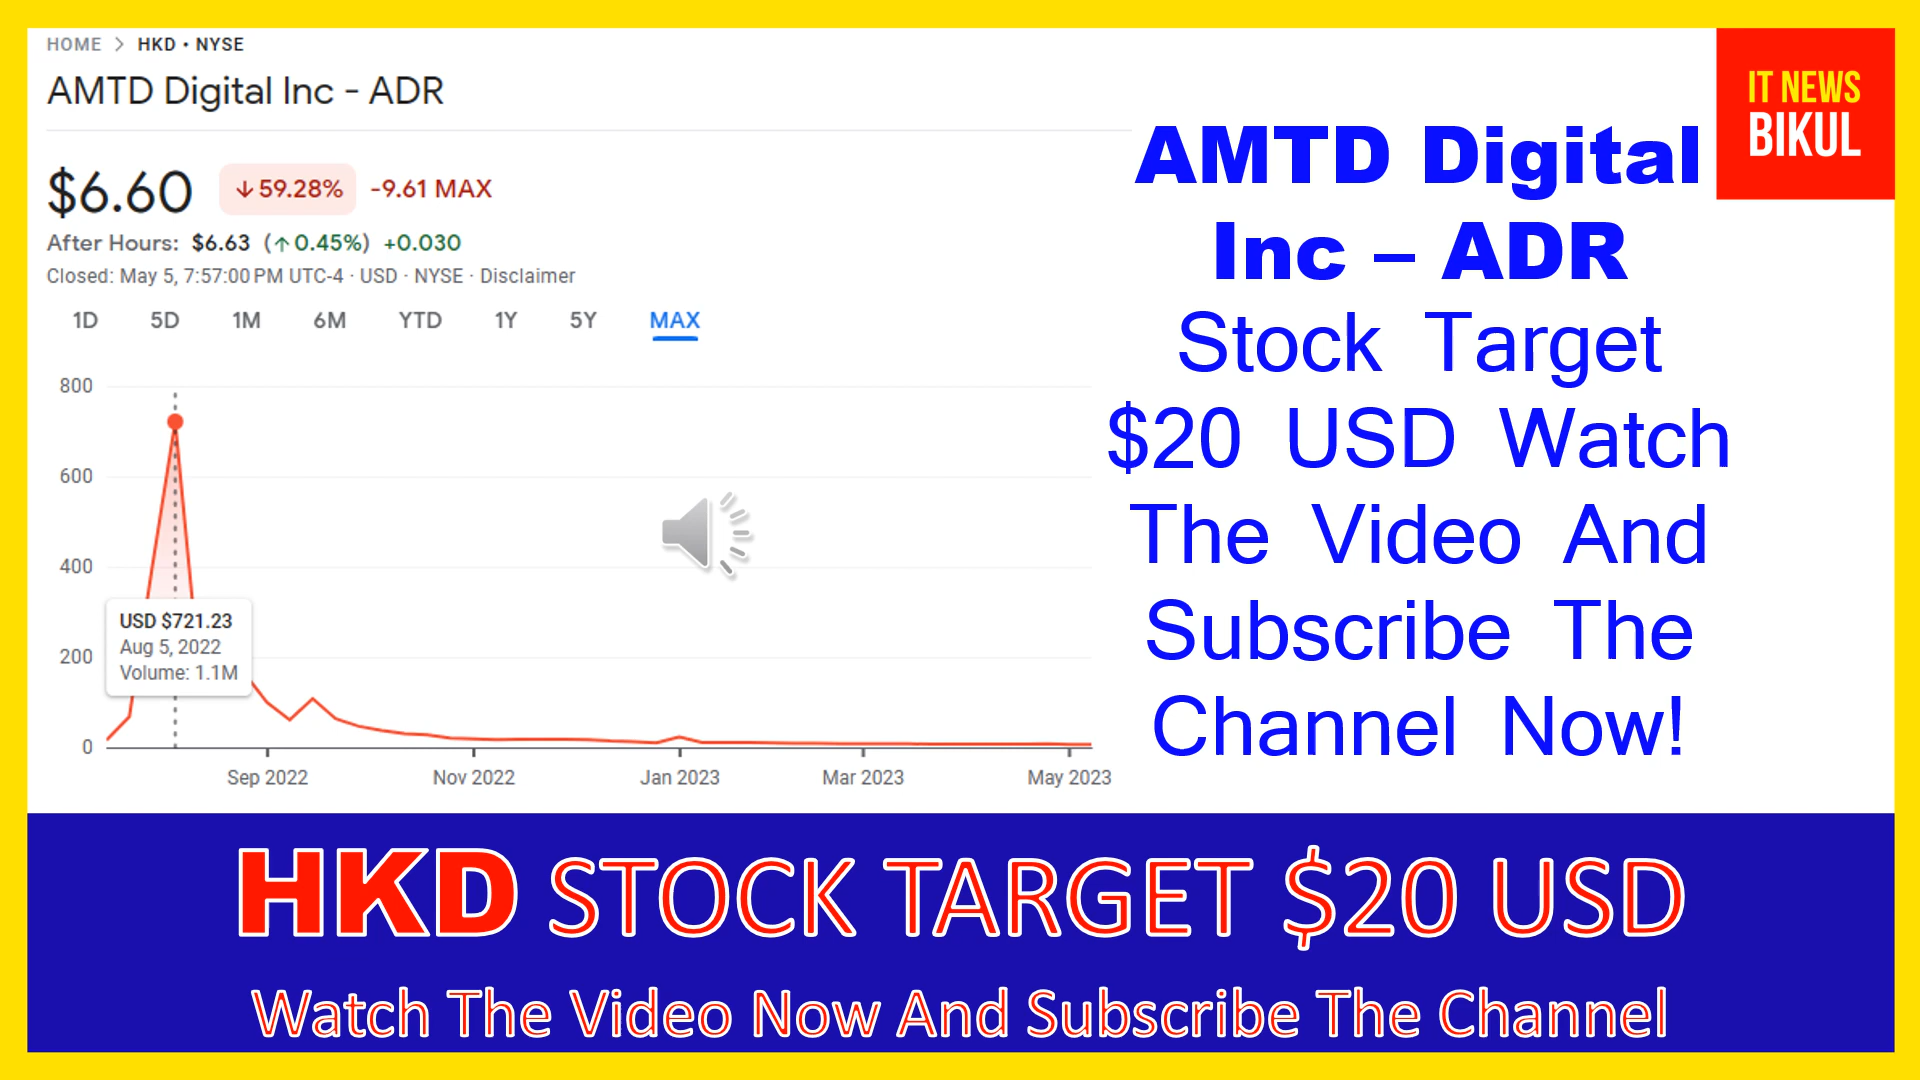 HOME > HKD • NYSE
AMTD Digital Inc - ADR
$6.60 ↓59.28% -9.61 MAX
After Hours: $6.63 (↑0.45%) +0.030
Closed: May 5, 7:57:00 PM UTC-4 · USD · NYSE · Disclaimer
1D 5D 1M 6M YTD 1Y 5Y MAX
800
600
400
200
0
USD $721.23
Aug 5, 2022
Volume: 1.1M
Sep 2022 Nov 2022 Jan 2023 Mar 2023 May 2023
AMTD Digital
Inc – ADR
Stock Target
$20 USD Watch
The Video And
Subscribe The
Channel Now!
IT NEWS
BIKUL
HKD STOCK TARGET $20 USD
Watch The Video Now And Subscribe The Channel